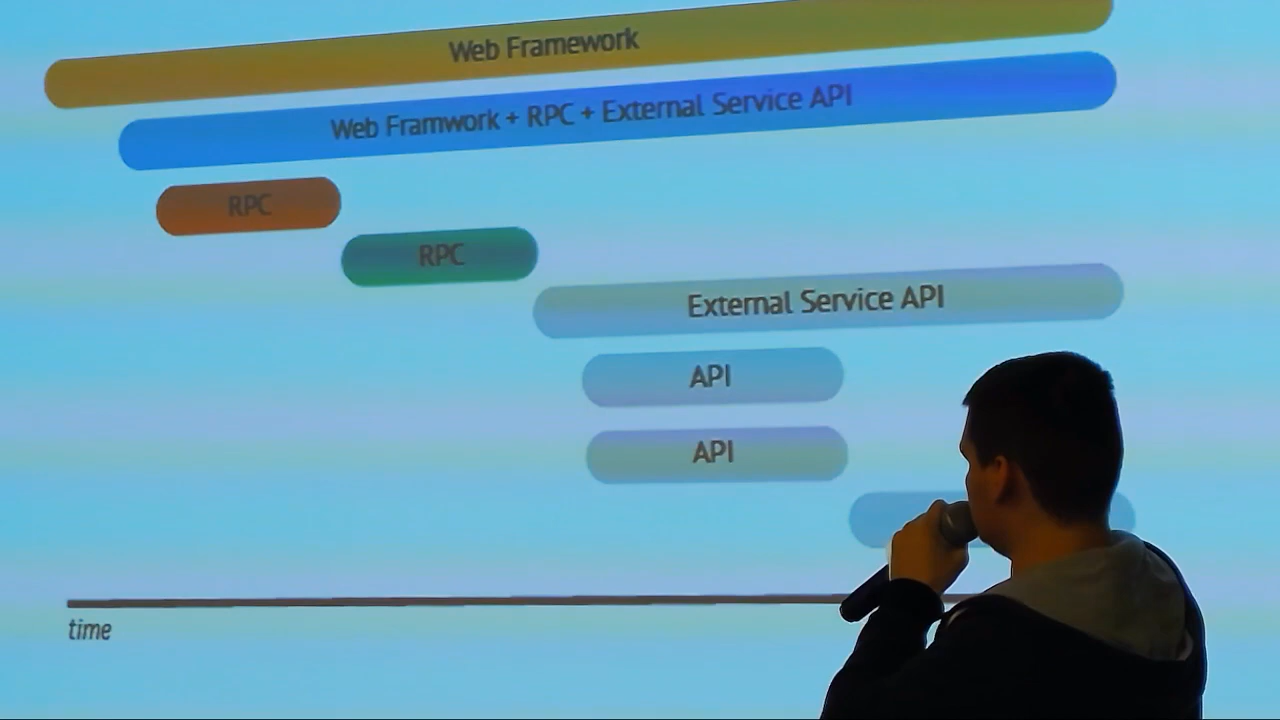 Web Framework
Web Framwork + RPC + External Service API
RPC
RPC
External Service API
API
API
time